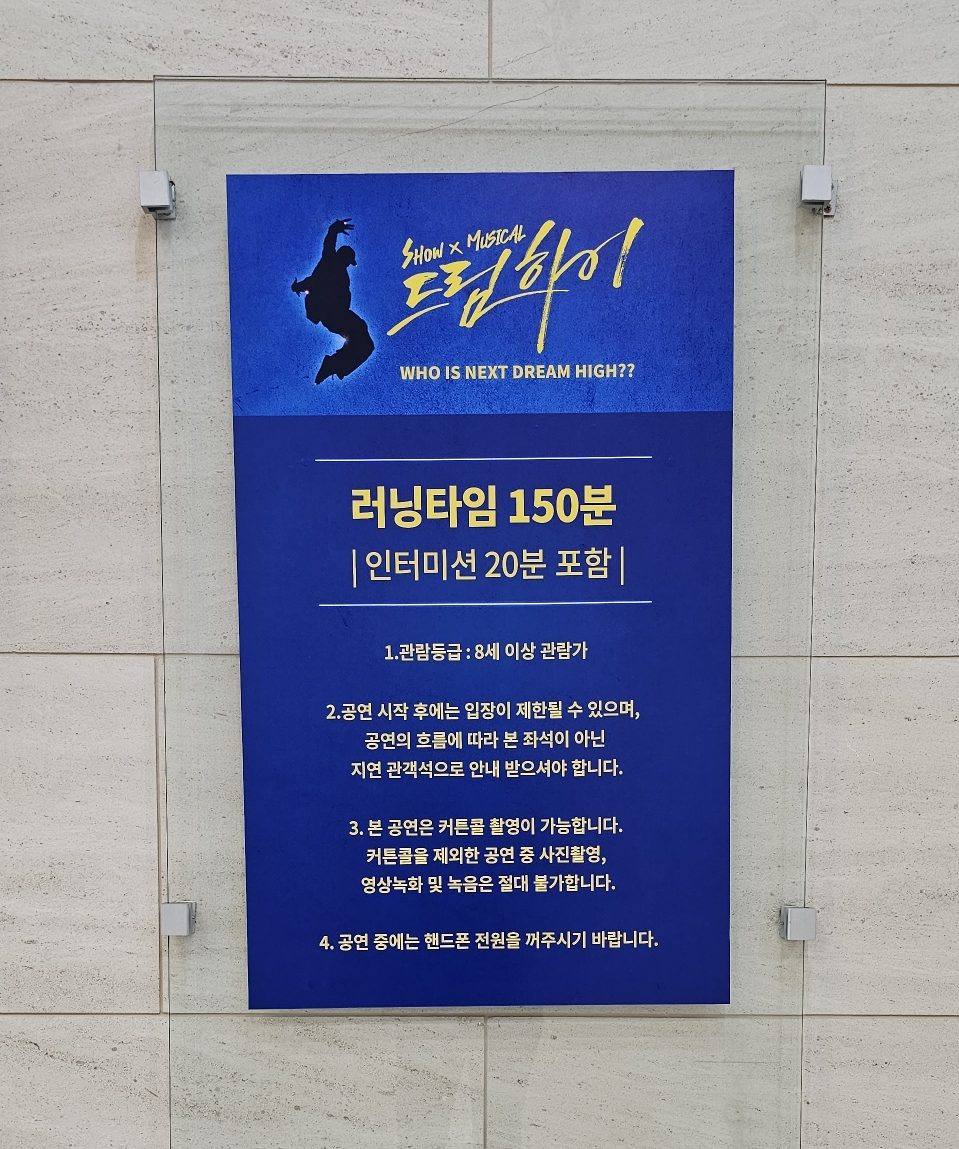 SHOW X MUSICAL
드림하이
WHO IS NEXT DREAM HIGH??
러닝타임 150분
| 인터미션 20분 포함 |
1.관람등급 : 8세 이상 관람가
2.공연 시작 후에는 입장이 제한될 수 있으며,
공연의 흐름에 따라 본 좌석이 아닌
지연 관객석으로 안내 받으셔야 합니다.
3. 본 공연은 커튼콜 촬영이 가능합니다.
커튼콜을 제외한 공연 중 사진촬영,
영상녹화 및 녹음은 절대 불가합니다.
4. 공연 중에는 핸드폰 전원을 꺼주시기 바랍니다.